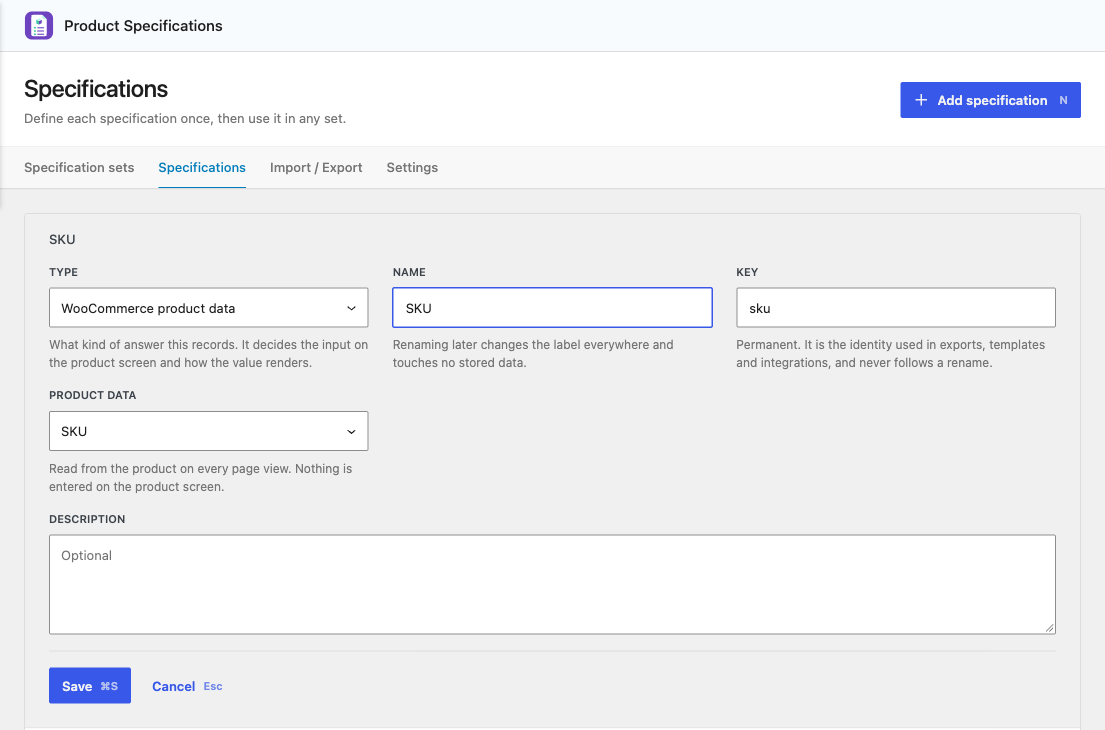 Product Specifications
Specifications
Define each specification once, then use it in any set.
+ Add specification N
Specification sets Specifications Import / Export Settings
SKU
TYPE NAME KEY
WooCommerce product data SKU sku
What kind of answer this records. It decides the input on Renaming later changes the label everywhere and Permanent. It is the identity used in exports, templates
the product screen and how the value renders. touches no stored data. and integrations, and never follows a rename.
PRODUCT DATA
SKU
Read from the product on every page view. Nothing is
entered on the product screen.
DESCRIPTION
Optional
Save ⌘S Cancel Esc